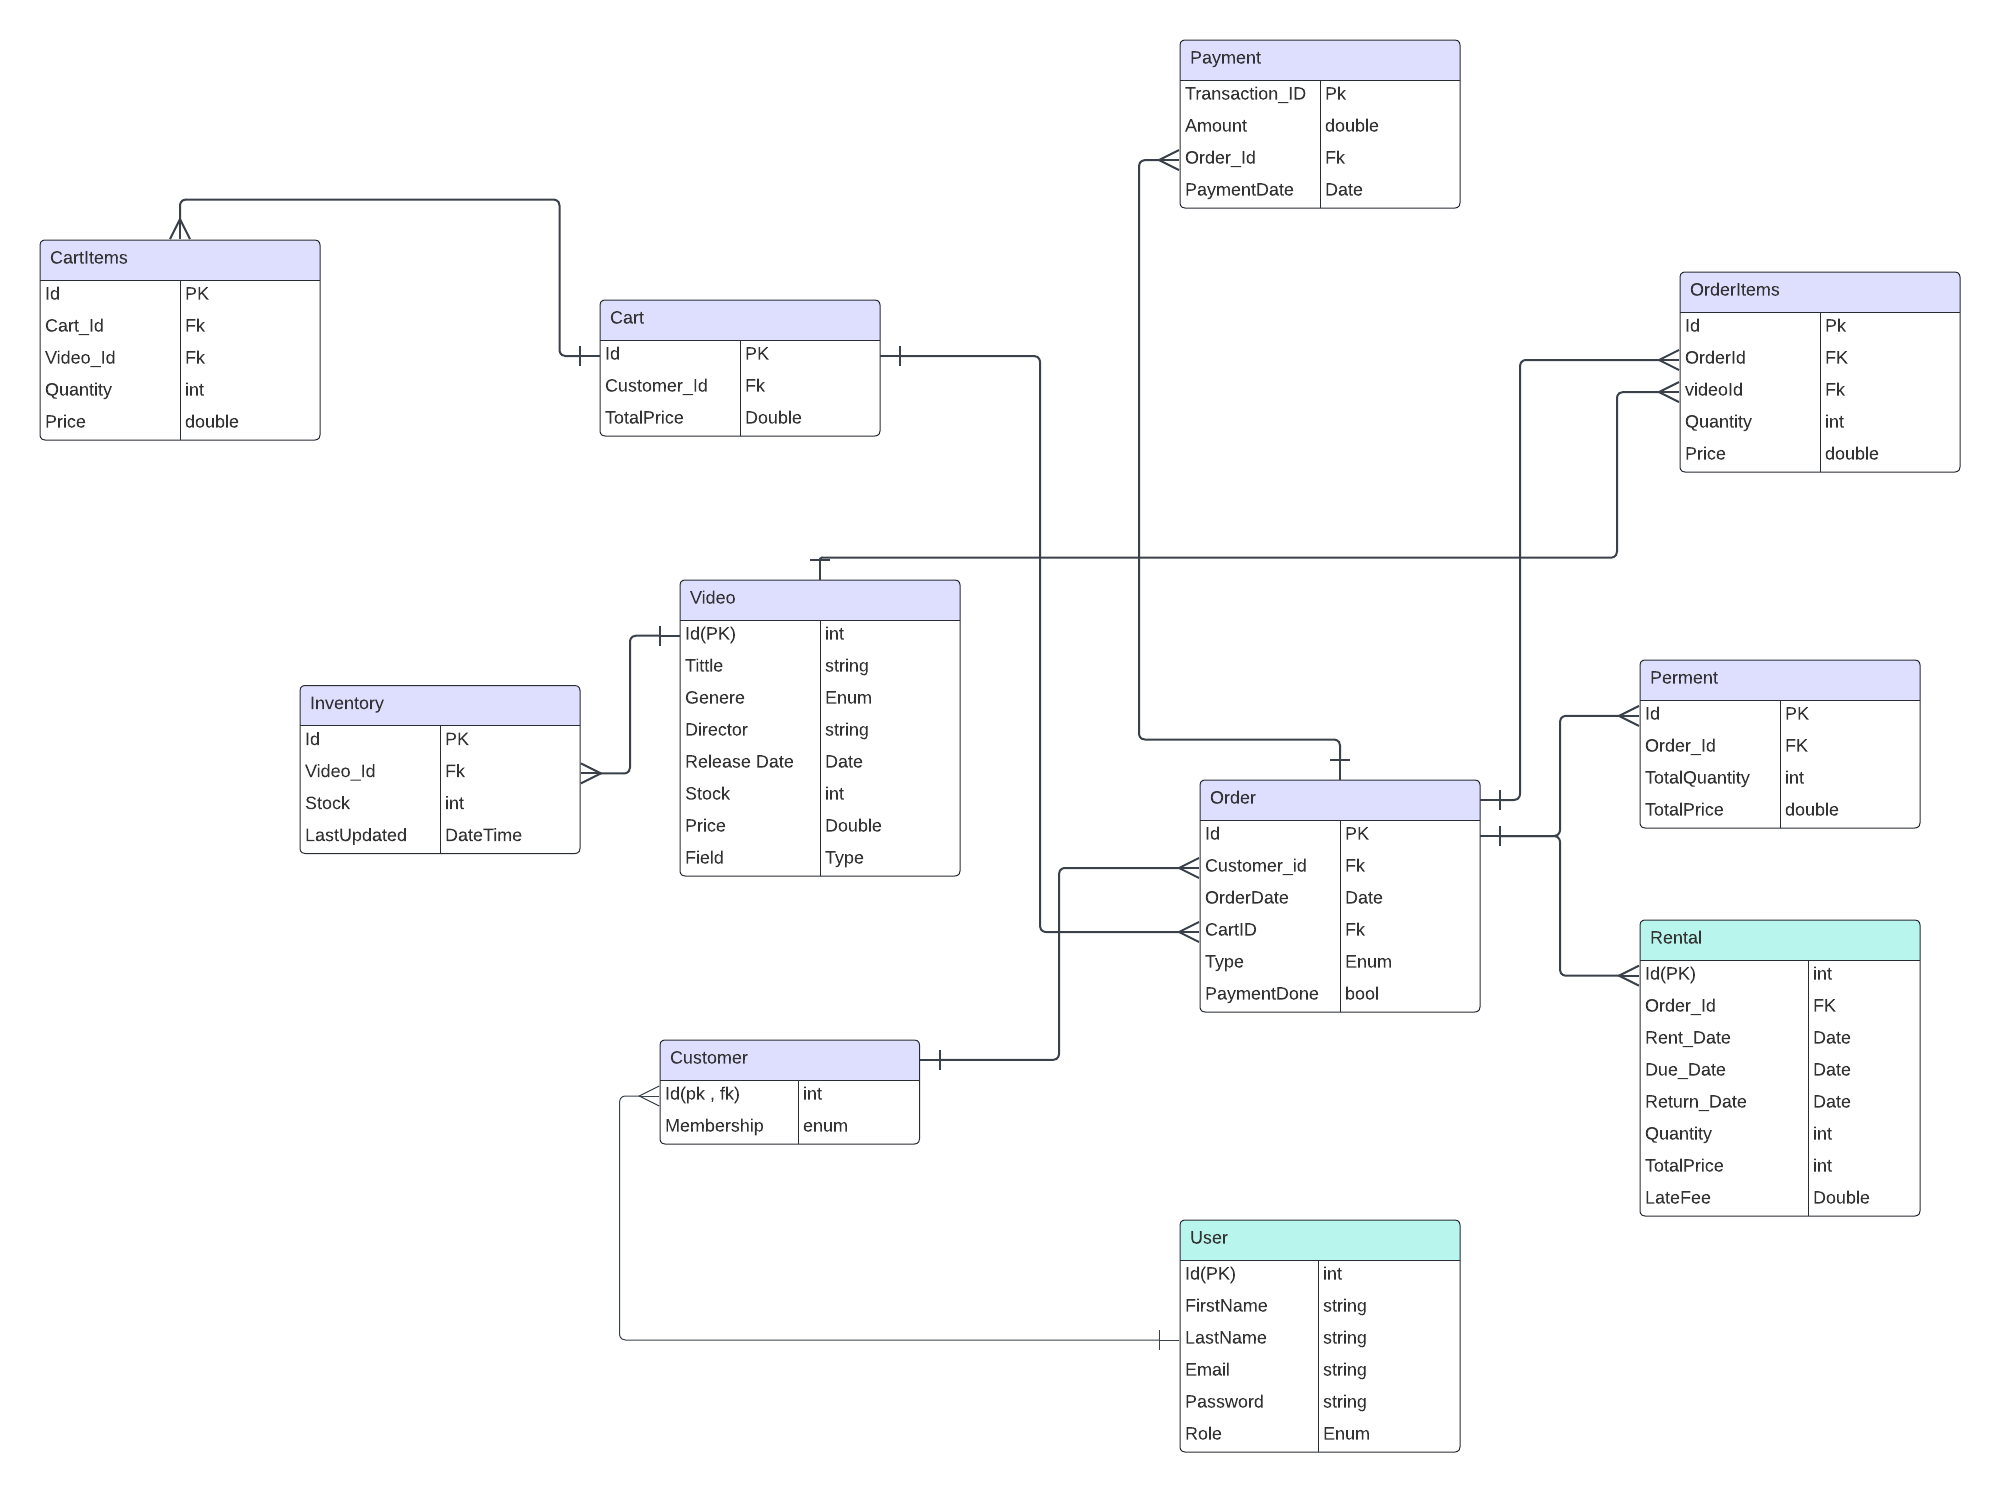 Payment
Transaction_ID Pk
Amount double
Order_Id Fk
PaymentDate Date
CartItems
Id PK
Cart_Id Fk
Video_Id Fk
Quantity int
Price double
Cart
Id PK
Customer_Id Fk
TotalPrice Double
OrderItems
Id Pk
OrderId FK
videoId Fk
Quantity int
Price double
Video
Id(PK) int
Tittle string
Genere Enum
Director string
Release Date Date
Stock int
Price Double
Field Type
Inventory
Id PK
Video_Id Fk
Stock int
LastUpdated DateTime
Perment
Id PK
Order_Id FK
TotalQuantity int
TotalPrice double
Order
Id PK
Customer_id Fk
OrderDate Date
CartID Fk
Type Enum
PaymentDone bool
Rental
Id(PK) int
Order_Id FK
Rent_Date Date
Due_Date Date
Return_Date Date
Quantity int
TotalPrice int
LateFee Double
Customer
Id(pk , fk) int
Membership enum
User
Id(PK) int
FirstName string
LastName string
Email string
Password string
Role Enum